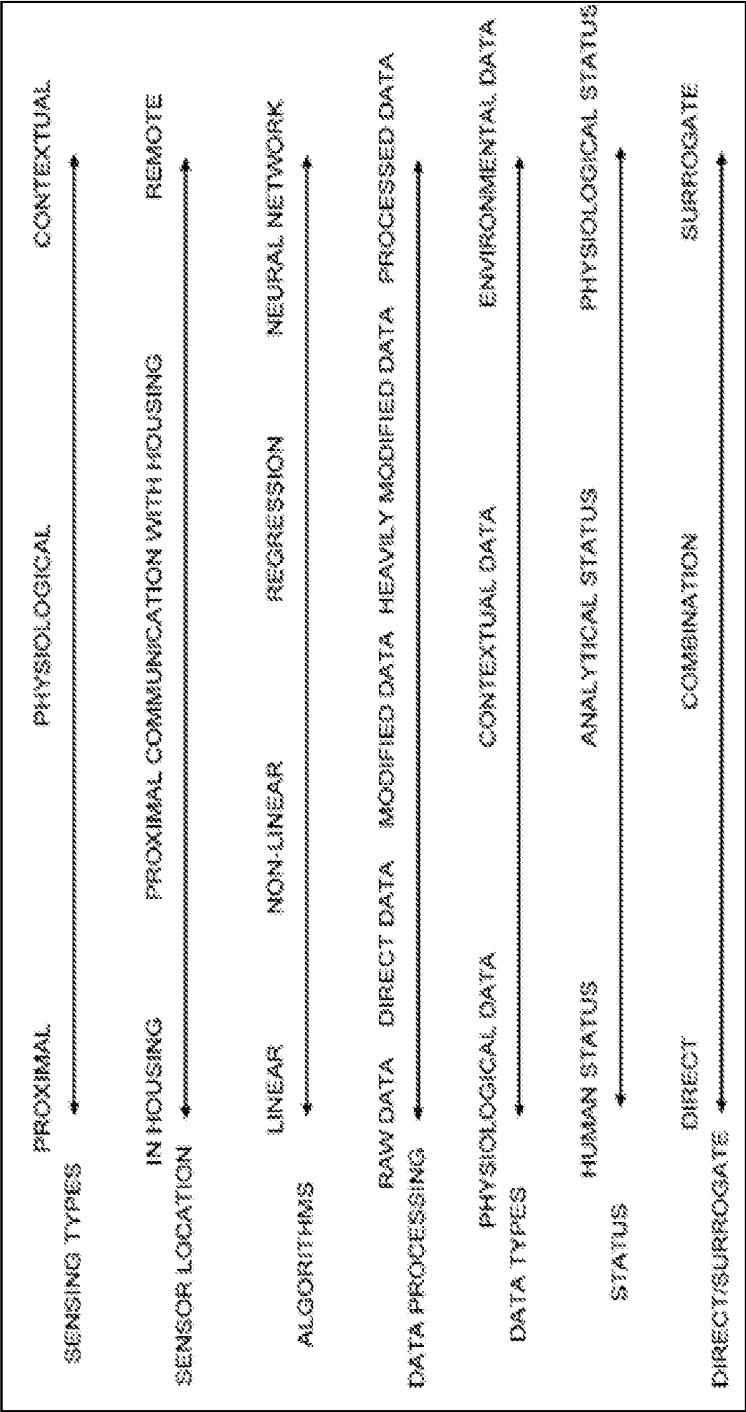 PROXIMAL PHYSIOLOGICAL CONTEXTUAL
SENSING TYPES
IN HOUSING PROXIMAL COMMUNICATION WITH HOUSING REMOTE
SENSOR LOCATION
LINEAR NON-LINEAR REGRESSION NEURAL NETWORK
ALGORITHMS
RAW DATA DIRECT DATA MODIFIED DATA HEAVILY MODIFIED DATA PROCESSED DATA
DATA PROCESSING
PHYSIOLOGICAL DATA CONTEXTUAL DATA ENVIRONMENTAL DATA
DATA TYPES
HUMAN STATUS ANALYTICAL STATUS PHYSIOLOGICAL STATUS
STATUS
DIRECT COMBINATION SURROGATE
DIRECT/SURROGATE